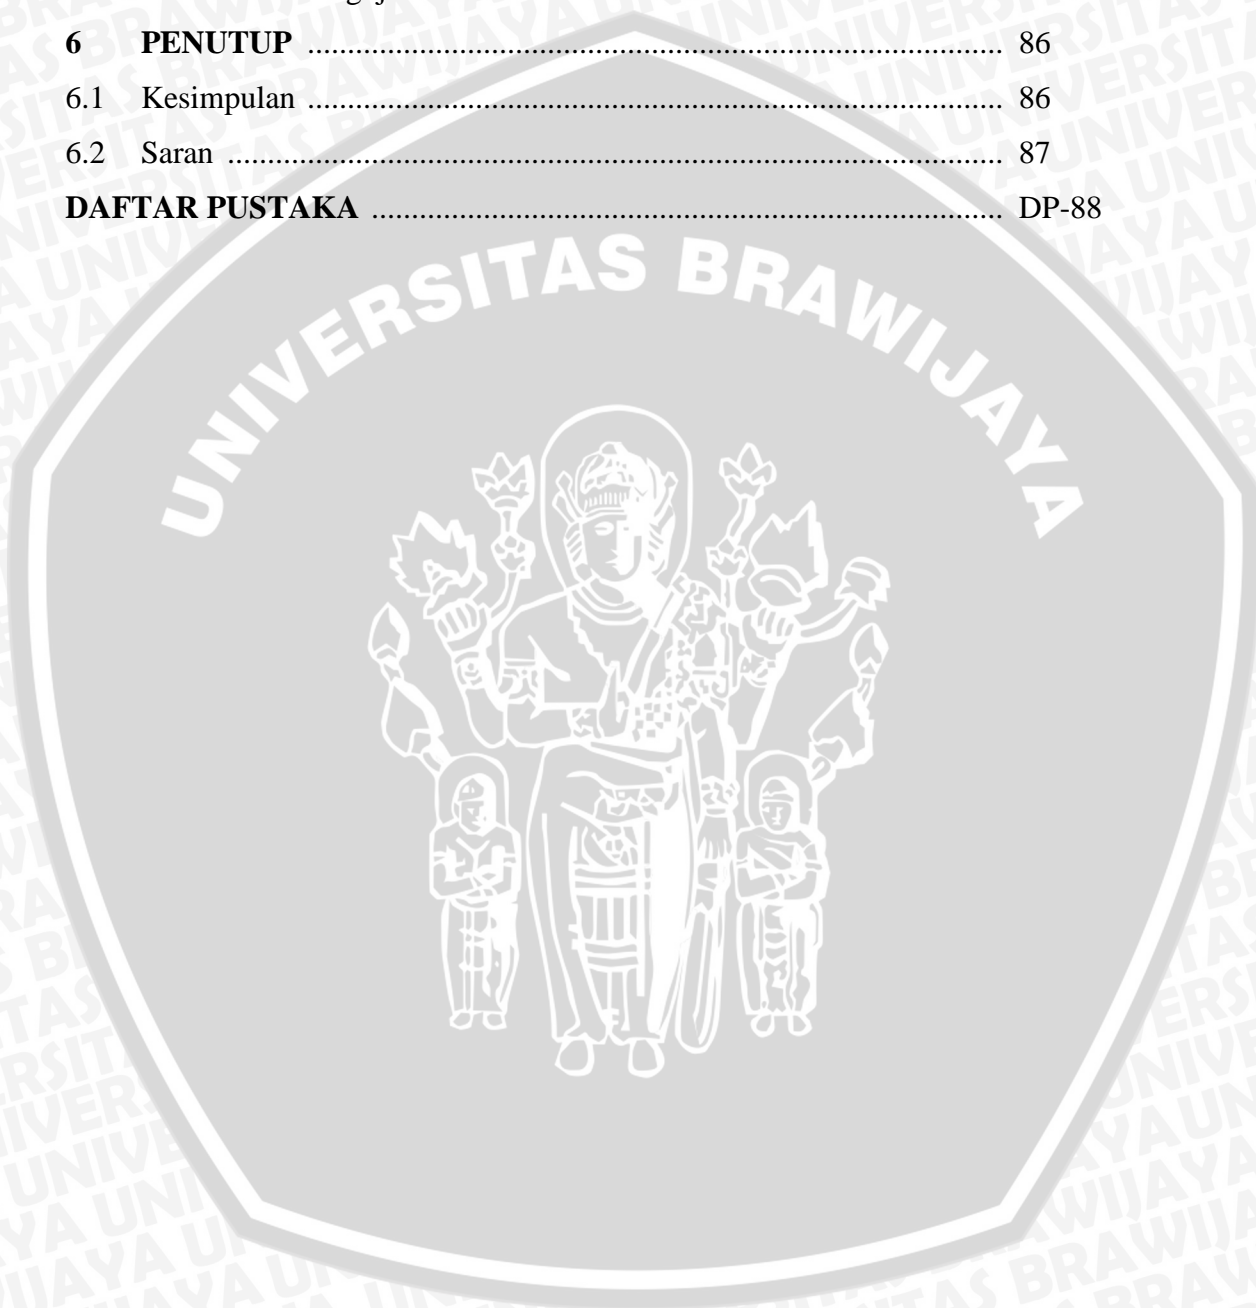 6 PENUTUP ........................................................................................ 86
6.1 Kesimpulan ........................................................................................ 86
6.2 Saran .................................................................................................. 87
DAFTAR PUSTAKA ................................................................................ DP-88
UNIVERSITAS BRAWIJAYA